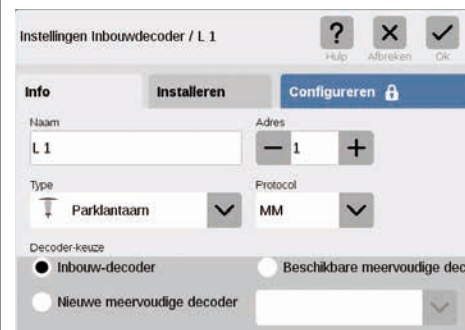 Instellingen Inbouwdecoder / L 1
?
Hulp Afbreken Ok
Info Installeren Configureren
Naam Adres
L 1 1
Type Protocol
Parklantaarn MM
Decoder-keuze
Inbouw-decoder Beschikbare meervoudige dec
Nieuwe meervoudige decoder